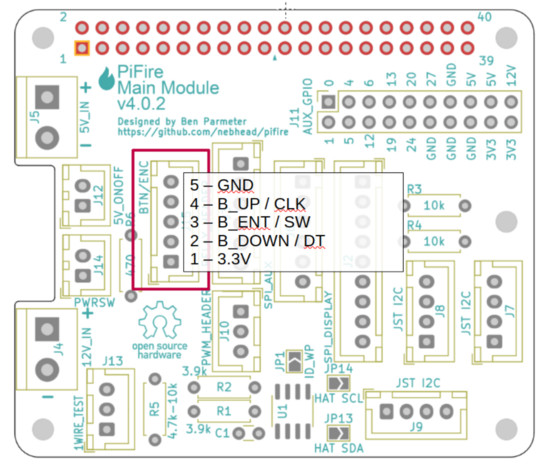 2
40
1
39
PiFire
Main Module
v4.0.2
Designed by Ben Parmeter
https://github.com/nebhead/pifire
J11
AUX_GPIO
0 4 6 13 20 27 GND 5V 5V 12V
1 5 12 19 24 GND GND GND 3V3 3V3
J5
+
5V_IN
–
J12
5V_ONOFF
BTN/ENC
5 – GND
4 – B_UP / CLK
3 – B_ENT / SW
2 – B_DOWN / DT
1 – 3.3V
R6
470
R3
10k
R4
10k
J14
PWRSW
J4
+
12V_IN
–
open source
hardware
PWM_HEADER
J10
SPI_AUX
SPI_DISPLAY
J2
JST I2C
J8
JST I2C
J7
J13
1WIRE_TEST
R5
4.7k-10k
3.9k
R2
R1
3.9k
C1
U1
JP1
ID_WP
JP14
HAT SCL
JP13
HAT SDA
JST I2C
J9